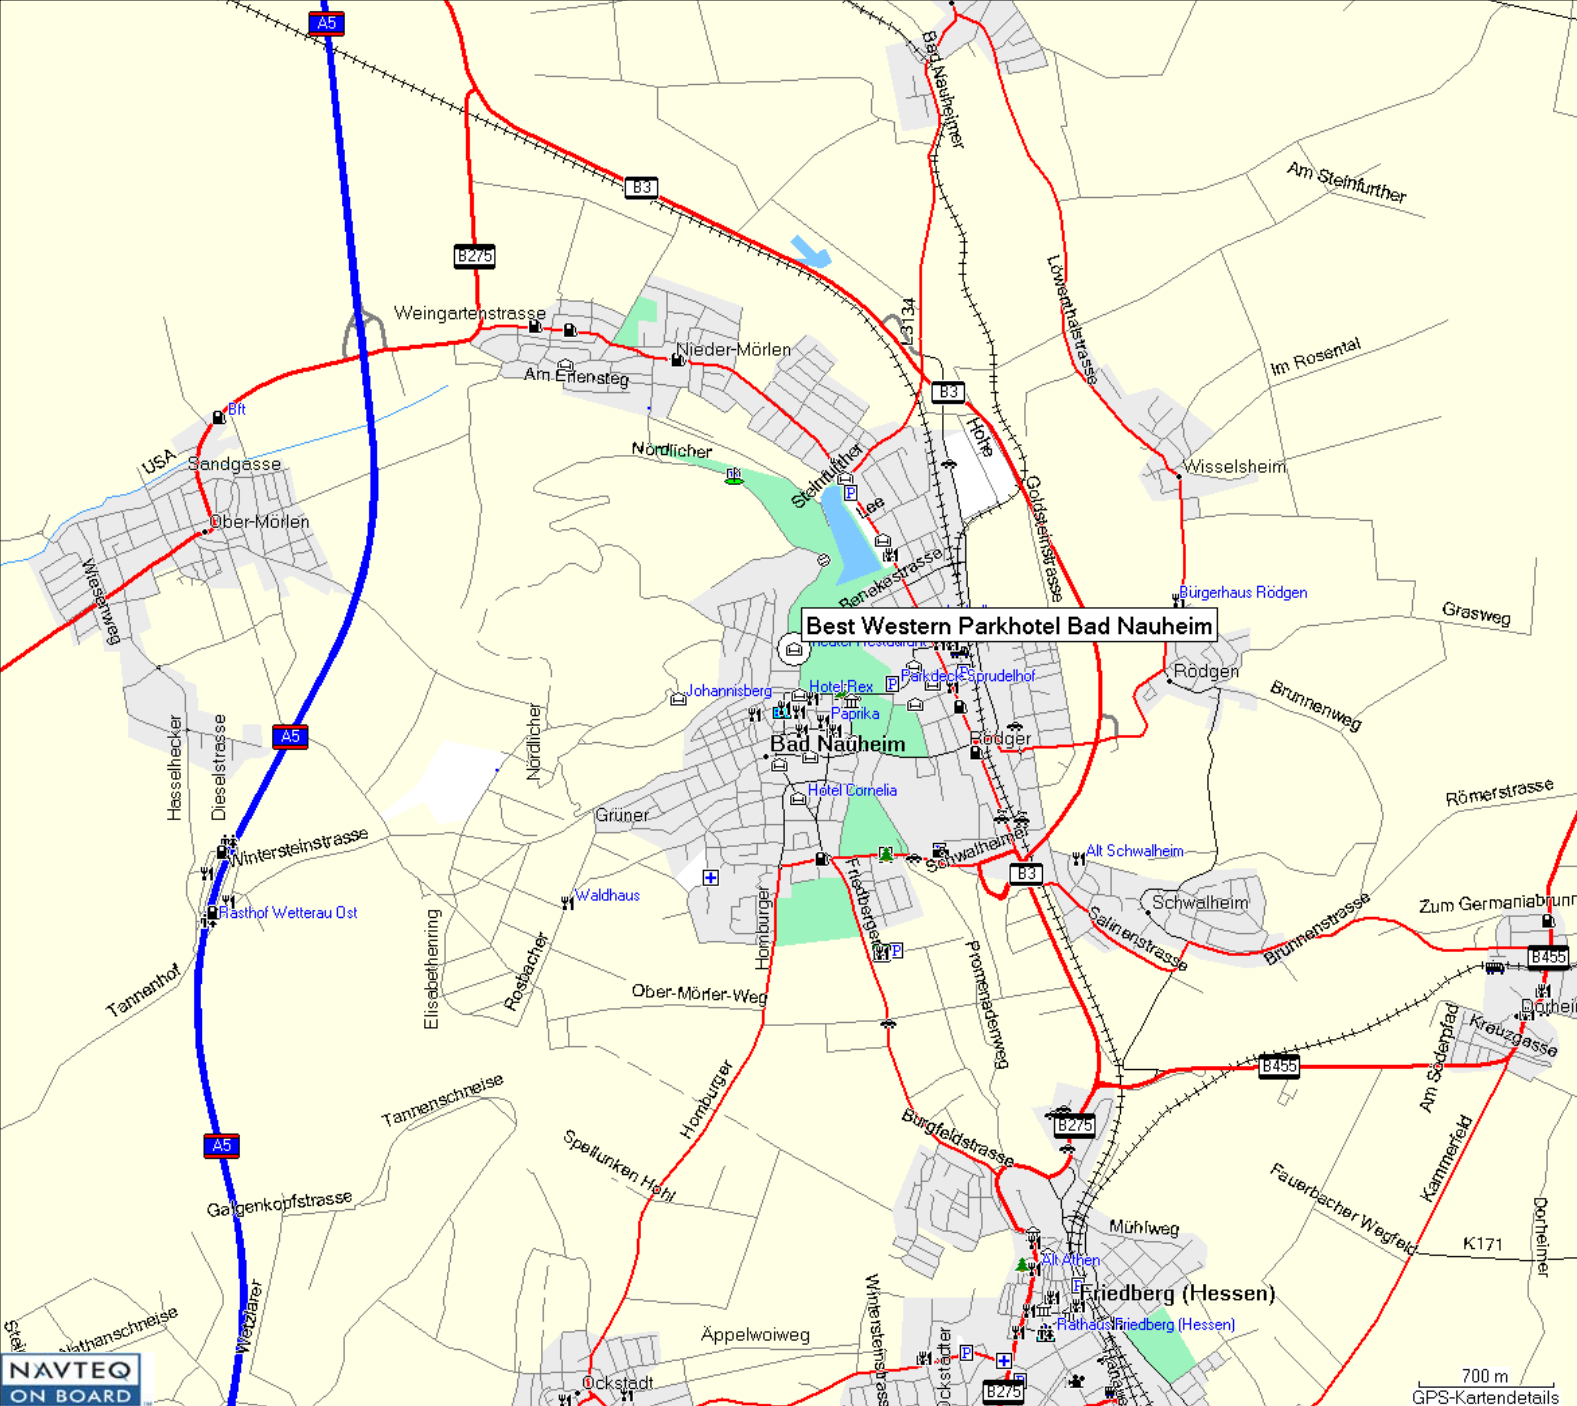 A5
Bad Nauheimer
Am Steinfurther
B3
B275
Löwenthalstrasse
Weingartenstrasse
L3134
Nieder-Mörlen
Im Rosental
Am Erlensteg
B3
Bft
Hohe
Nördlicher
USA
Sandgasse
Steinfurther
Wisselsheim
Lee
Goldsteinstrasse
Ober-Mörlen
Benekestrasse
Wiesenweg
Bürgerhaus Rödgen
Grasweg
Best Western Parkhotel Bad Nauheim
Parkdeck-Sprudelhof
Rödgen
Johannisberg
Hotel Rex
Brunnenweg
Paprika
Hasselhecker
Dieselstrasse
A5
Nördlicher
Bad Nauheim
Rödger
Hotel Cornelia
Römerstrasse
Grüner
Wintersteinstrasse
Schwalheimer
Alt Schwalheim
B3
Waldhaus
Schwalheim
Zum Germaniabrunn
Rasthof Wetterau Ost
Homburger
Friedberger
Salinenstrasse
Brunnenstrasse
B455
Tannenhof
Elisabethenring
Rosbacher
Promenadenweg
Ober-Mörler-Weg
Dorhei
Kreuzgasse
Am Söderpfad
B455
Homburger
Tannenschneise
B275
Burgfeldstrasse
A5
Spellunken Hohl
Kammerfeld
Fauerbacher Wegfeld
Galgenkopfstrasse
Dorheimer
Mühlweg
K171
Alt Athen
Friedberg (Hessen)
Wetzlarer
Rathaus Friedberg (Hessen)
Nathanschneise
Äppelwoiweg
Wintersteinstrass
Ockstädter
NAVTEQ
ON BOARD
Ockstadt
B275
Hanaue
700 m
GPS-Kartendetails